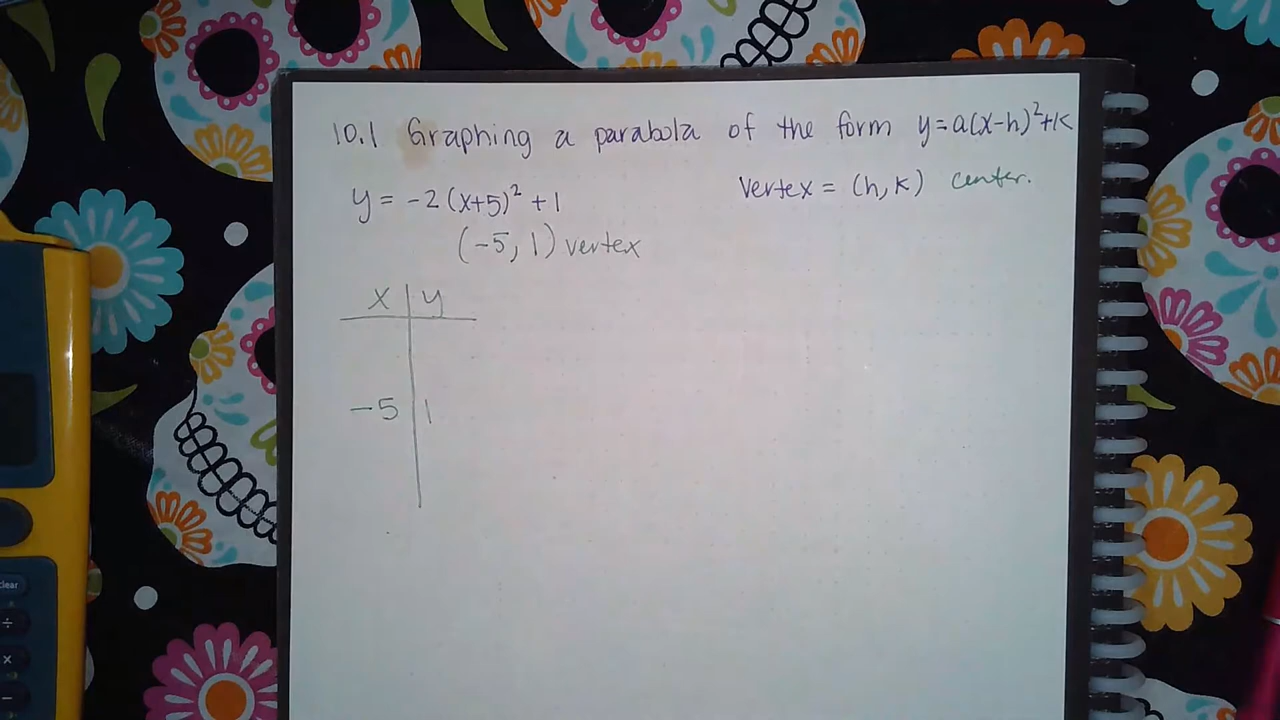 10.1 Graphing a parabola of the form y=a(x-h)²+k
y = -2(x+5)² +1
vertex = (h,k) center.
(-5, 1) vertex
x y
-5 1
clear
÷
×
−